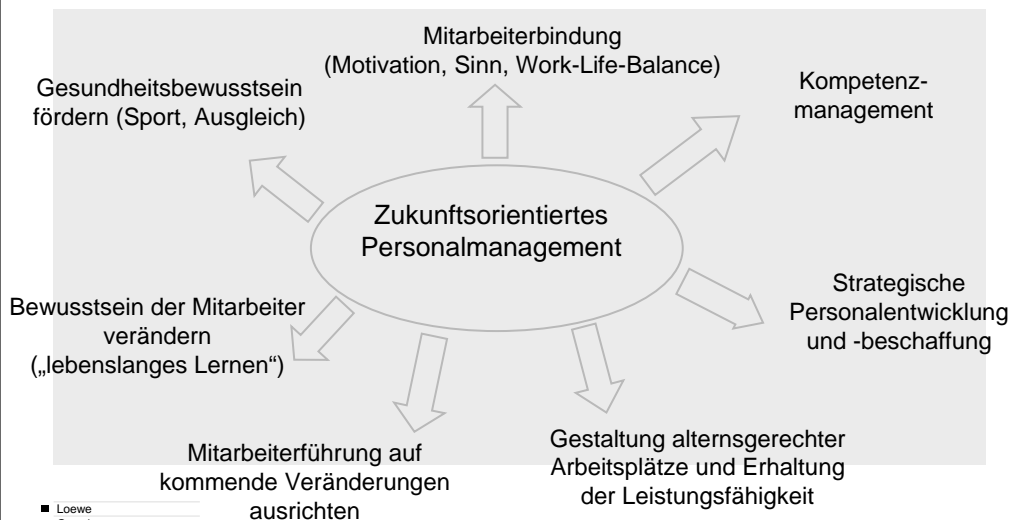 Mitarbeiterbindung
(Motivation, Sinn, Work-Life-Balance)
Gesundheitsbewusstsein
fördern (Sport, Ausgleich)
Kompetenz-
management
Zukunftsorientiertes
Personalmanagement
Bewusstsein der Mitarbeiter
verändern
(„lebenslanges Lernen“)
Strategische
Personalentwicklung
und -beschaffung
Mitarbeiterführung auf
kommende Veränderungen
ausrichten
Gestaltung alternsgerechter
Arbeitsplätze und Erhaltung
der Leistungsfähigkeit
Loewe